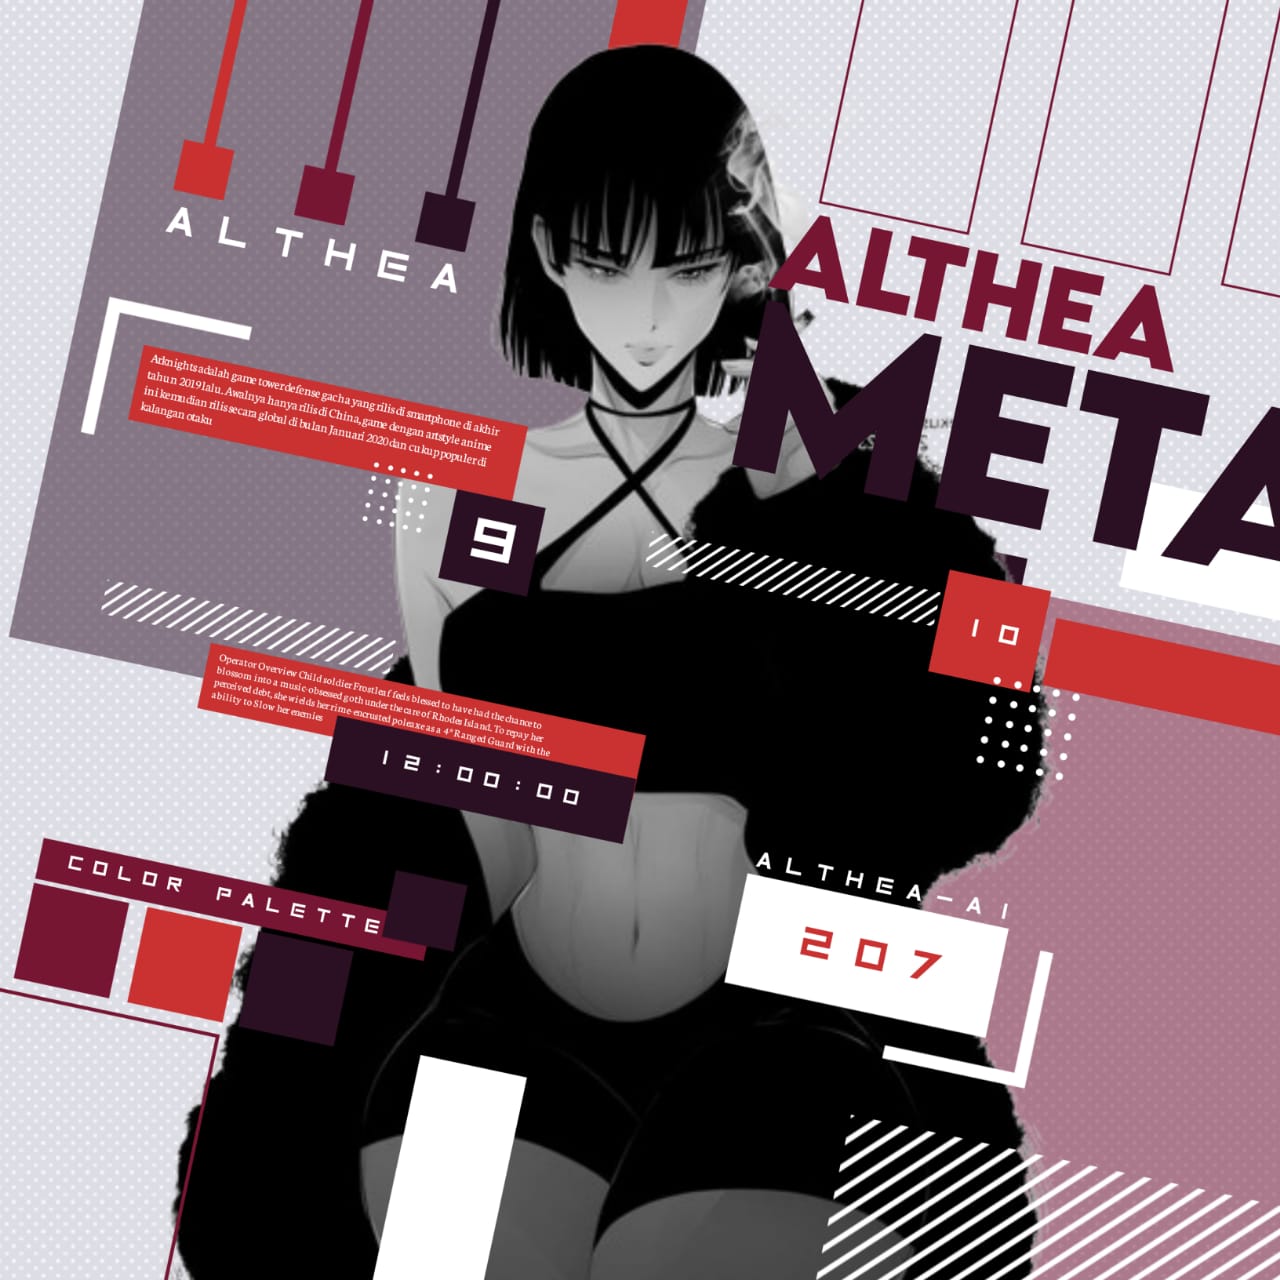 ALTHEA
ALTHEA
META
Arknights adalah game tower defense gacha yang rilis di smartphone di akhir
tahun 2019 lalu. Awalnya hanya rilis di China, game dengan artstyle anime
ini kemudian rilis secara global di bulan Januari 2020 dan cukup populer di
kalangan otaku
9
10
Operator Overview Child soldier Frostleaf feels blessed to have had the chance to
blossom into a music-obsessed goth under the care of Rhodes Island. To repay her
perceived debt, she wields her rime-encrusted poleaxe as a 4* Ranged Guard with the
ability to Slow her enemies
12:00:00
COLOR PALETTE
ALTHEA-AI
207